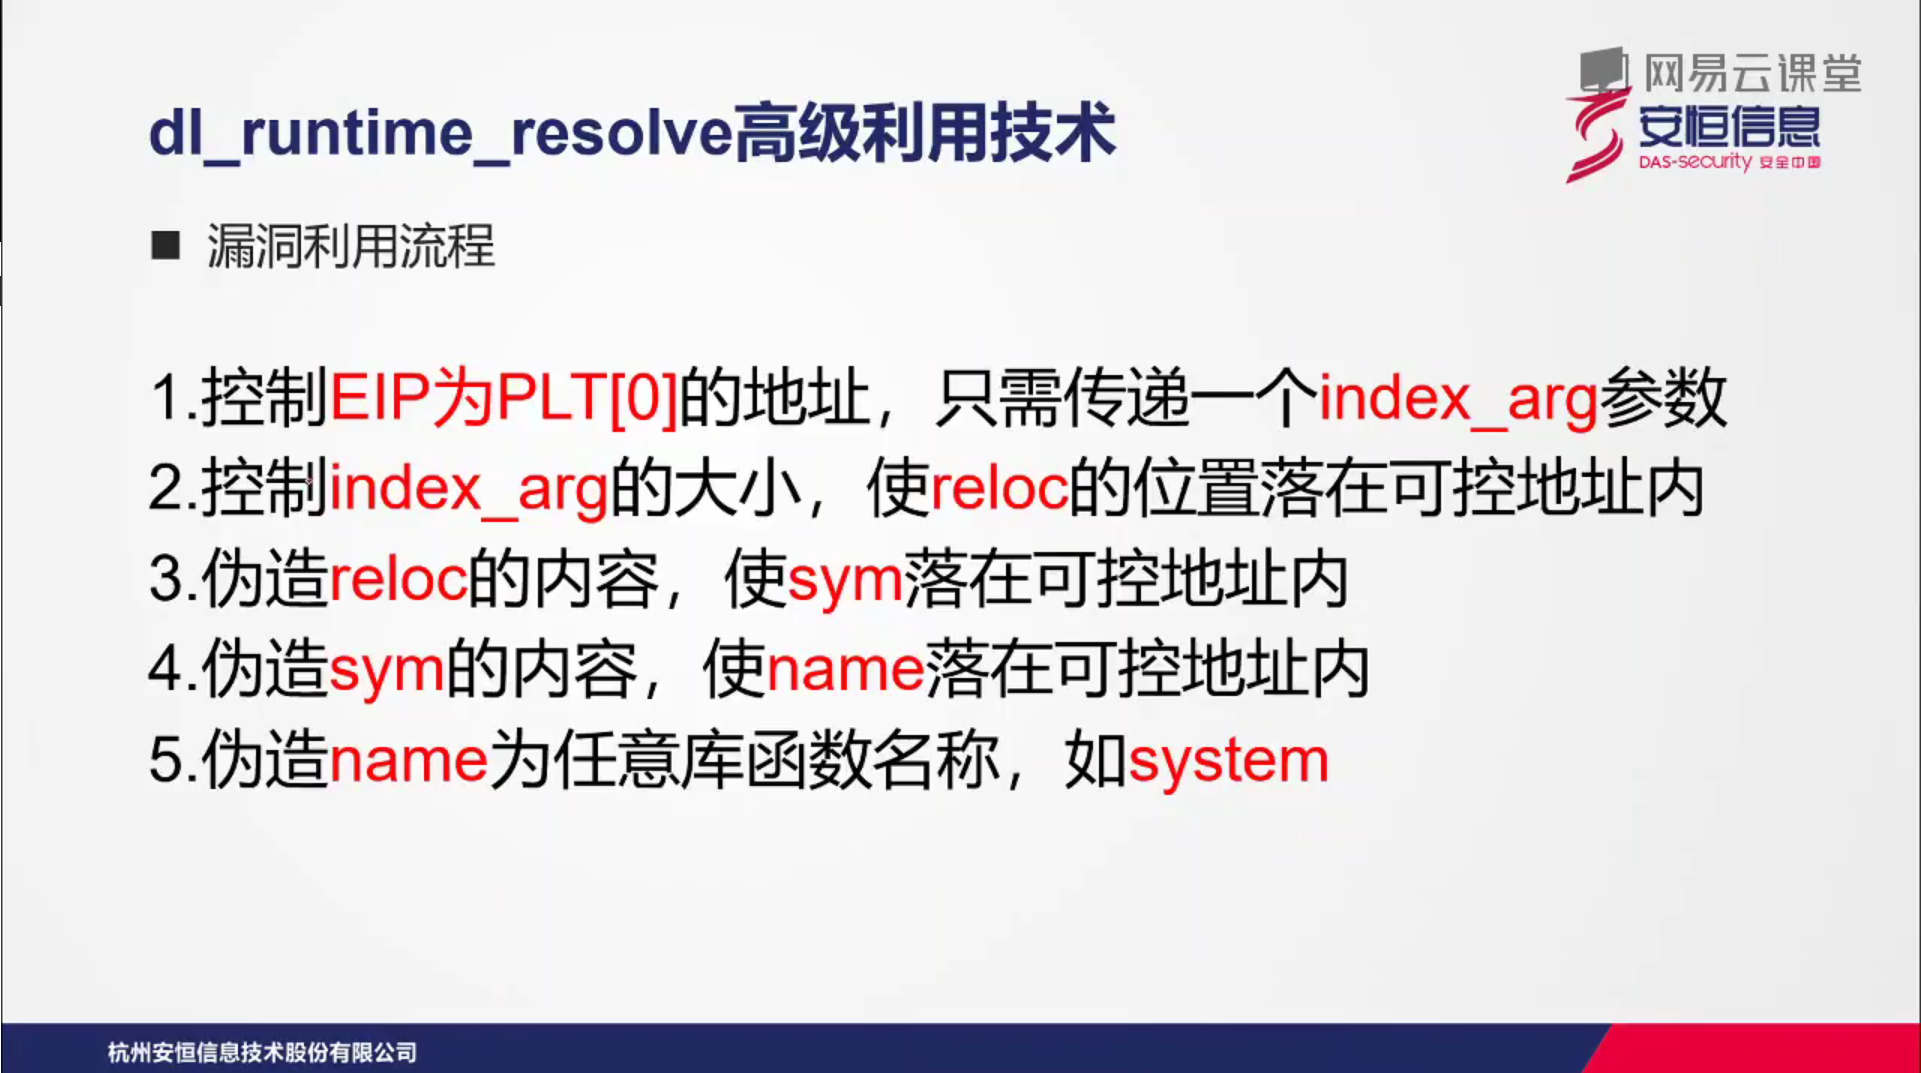 网易云课堂
安恒信息
DAS-security 安全中国
dl_runtime_resolve高级利用技术
■ 漏洞利用流程
1.控制EIP为PLT[0]的地址，只需传递一个index_arg参数
2.控制index_arg的大小，使reloc的位置落在可控地址内
3.伪造reloc的内容，使sym落在可控地址内
4.伪造sym的内容，使name落在可控地址内
5.伪造name为任意库函数名称，如system
杭州安恒信息技术股份有限公司